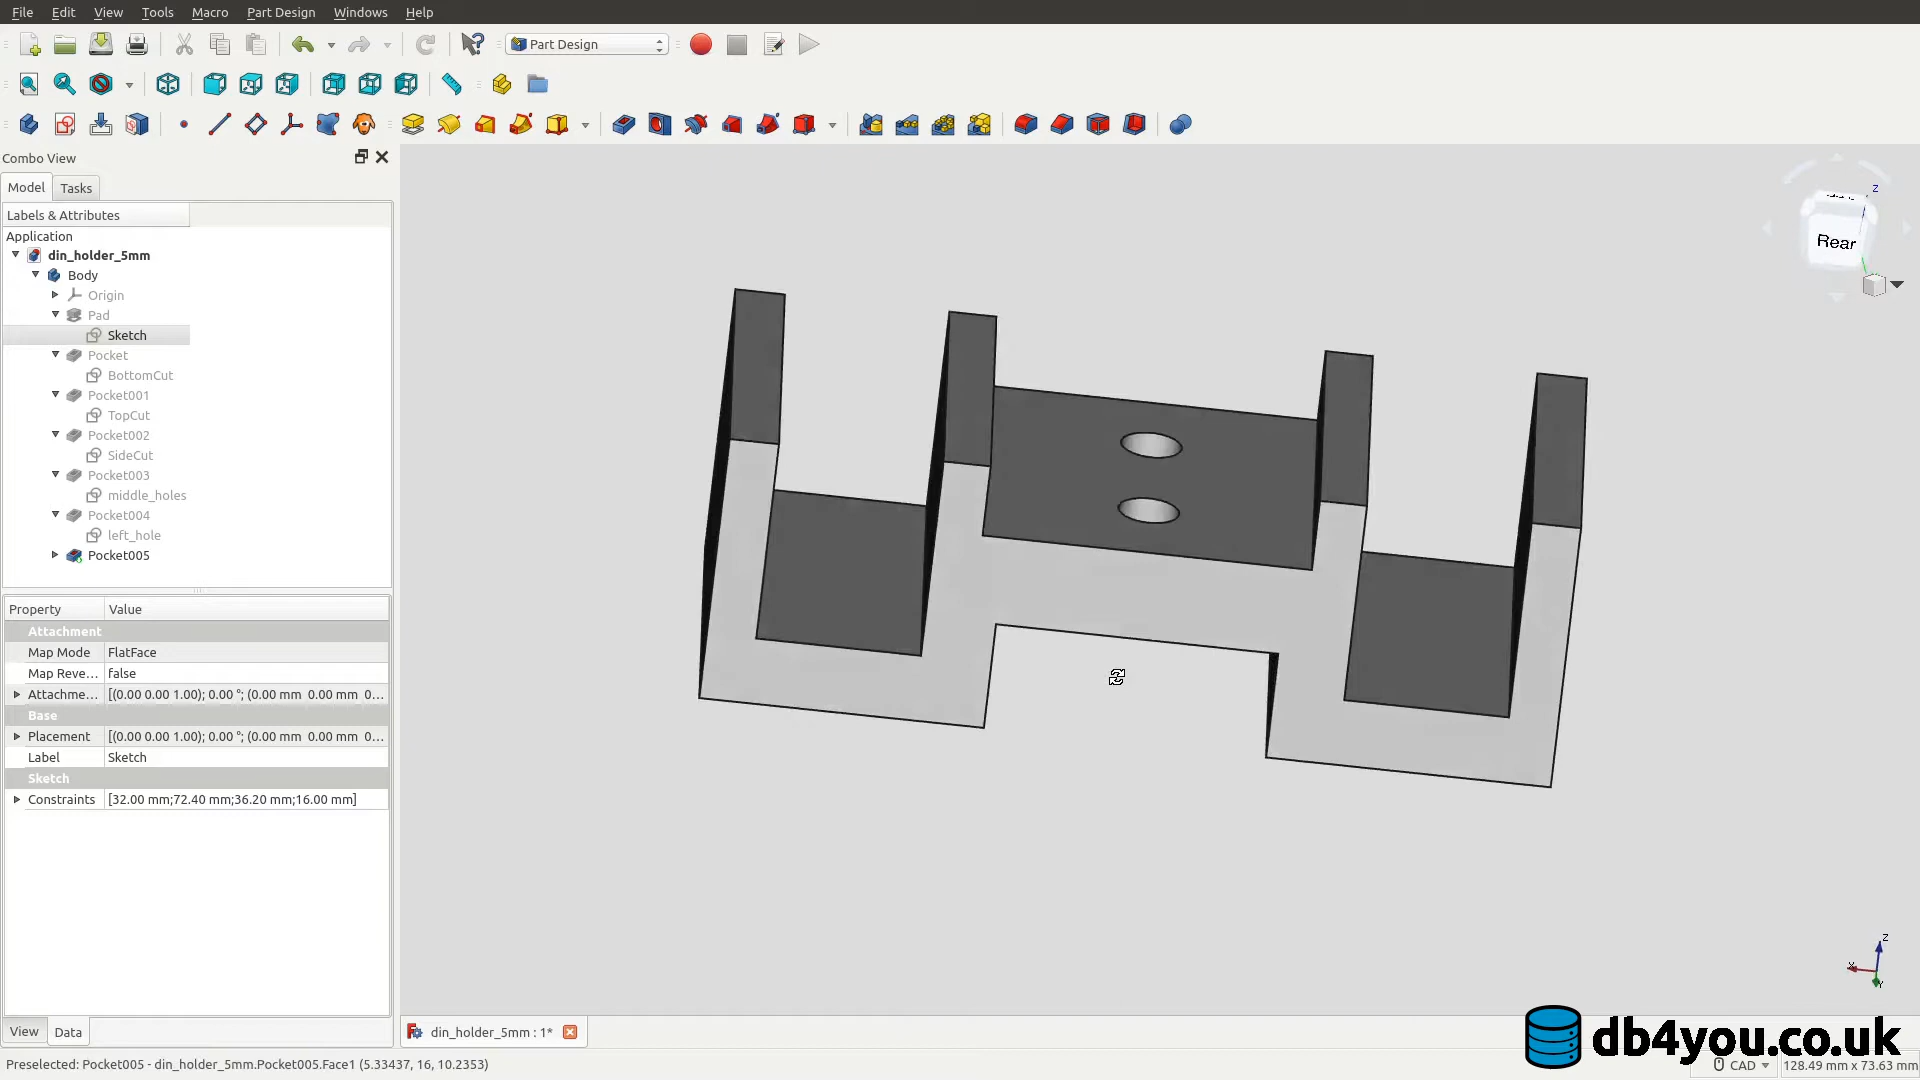 File Edit View Tools Macro Part Design Windows Help
Part Design
Combo View
Model Tasks
Labels & Attributes
Application
din_holder_5mm
Body
Origin
Pad
Sketch
Pocket
BottomCut
Pocket001
TopCut
Pocket002
SideCut
Pocket003
middle_holes
Pocket004
left_hole
Pocket005
Property Value
Attachment
Map Mode FlatFace
Map Reve... false
Attachme... [(0.00 0.00 1.00); 0.00 °; (0.00 mm 0.00 mm 0...
Base
Placement [(0.00 0.00 1.00); 0.00 °; (0.00 mm 0.00 mm 0...
Label Sketch
Sketch
Constraints [32.00 mm;72.40 mm;36.20 mm;16.00 mm]
View Data
Z
Rear
Z
X
Y
din_holder_5mm : 1*
db4you.co.uk
Preselected: Pocket005 - din_holder_5mm.Pocket005.Face1 (5.33437, 16, 10.2353)
CAD
128.49 mm x 73.63 mm